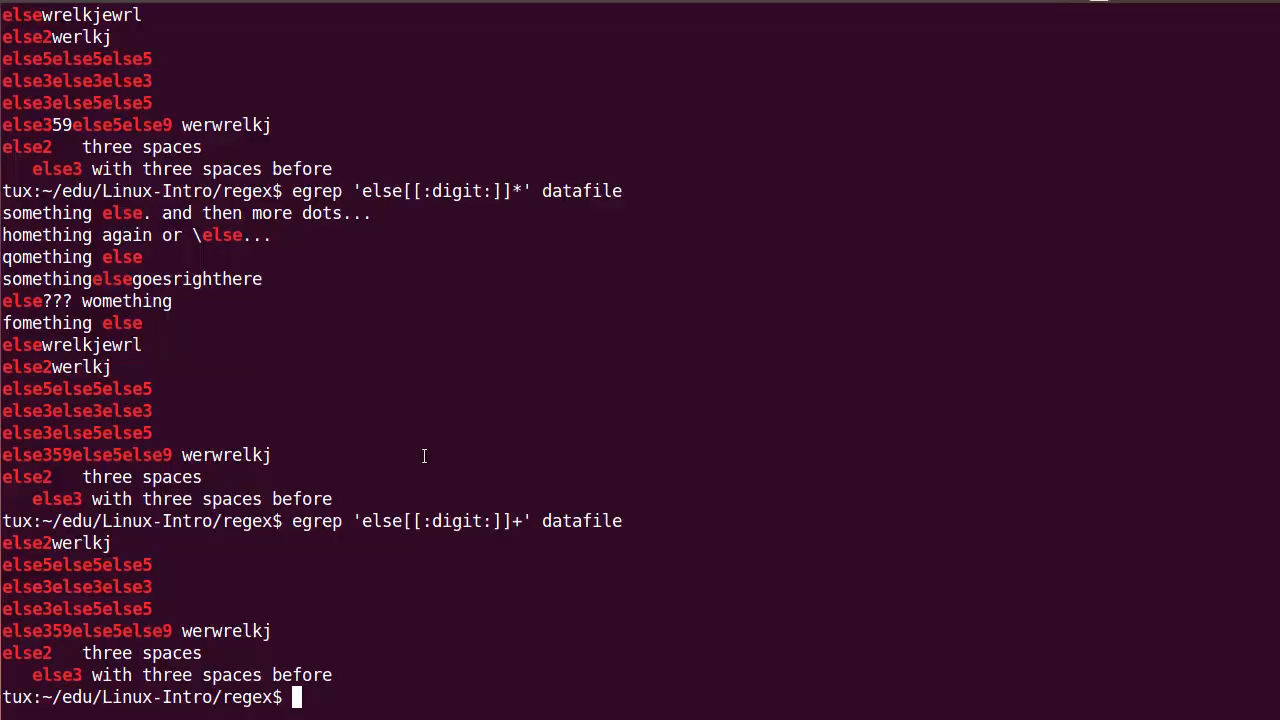 elsewrelkjewrl
else2werlkj
else5else5else5
else3else3else3
else3else5else5
else359else5else9 werwrelkj
else2   three spaces
   else3 with three spaces before
tux:~/edu/Linux-Intro/regex$ egrep 'else[[:digit:]]*' datafile
something else. and then more dots...
homething again or \else...
qomething else
somethingelsegoesrighthere
else??? womething
fomething else
elsewrelkjewrl
else2werlkj
else5else5else5
else3else3else3
else3else5else5
else359else5else9 werwrelkj
else2   three spaces
   else3 with three spaces before
tux:~/edu/Linux-Intro/regex$ egrep 'else[[:digit:]]+' datafile
else2werlkj
else5else5else5
else3else3else3
else3else5else5
else359else5else9 werwrelkj
else2   three spaces
   else3 with three spaces before
tux:~/edu/Linux-Intro/regex$